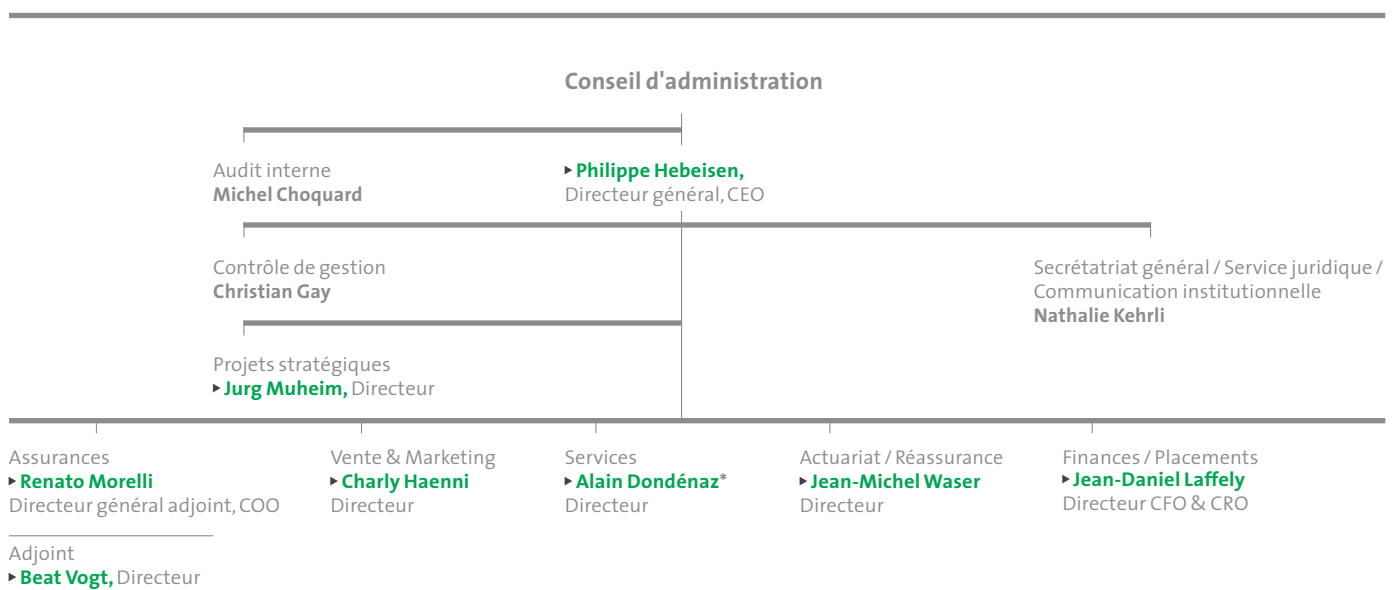 Conseil d'administration
Audit interne
Michel Choquard
▸ Philippe Hebeisen,
Directeur général, CEO
Contrôle de gestion
Christian Gay
Secrétatriat général / Service juridique /
Communication institutionnelle
Nathalie Kehrli
Projets stratégiques
▸ Jurg Muheim, Directeur
Assurances
▸ Renato Morelli
Directeur général adjoint, COO
Adjoint
▸ Beat Vogt, Directeur
Vente & Marketing
▸ Charly Haenni
Directeur
Services
▸ Alain Dondénaz*
Directeur
Actuariat / Réassurance
▸ Jean-Michel Waser
Directeur
Finances / Placements
▸ Jean-Daniel Laffely
Directeur CFO & CRO